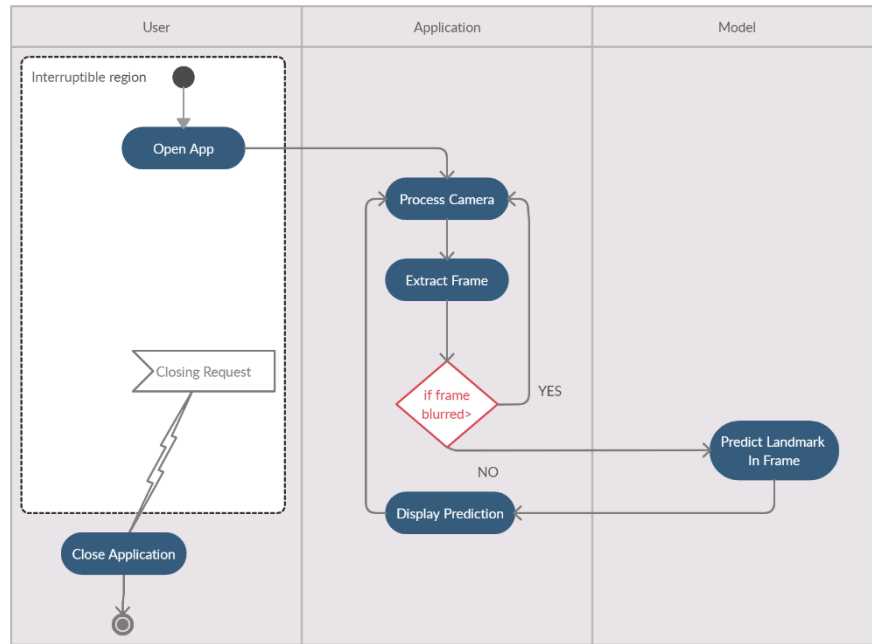 User
Application
Model
Interruptible region
Open App
Process Camera
Extract Frame
Closing Request
if frame
blurred>
YES
Predict Landmark
In Frame
NO
Display Prediction
Close Application